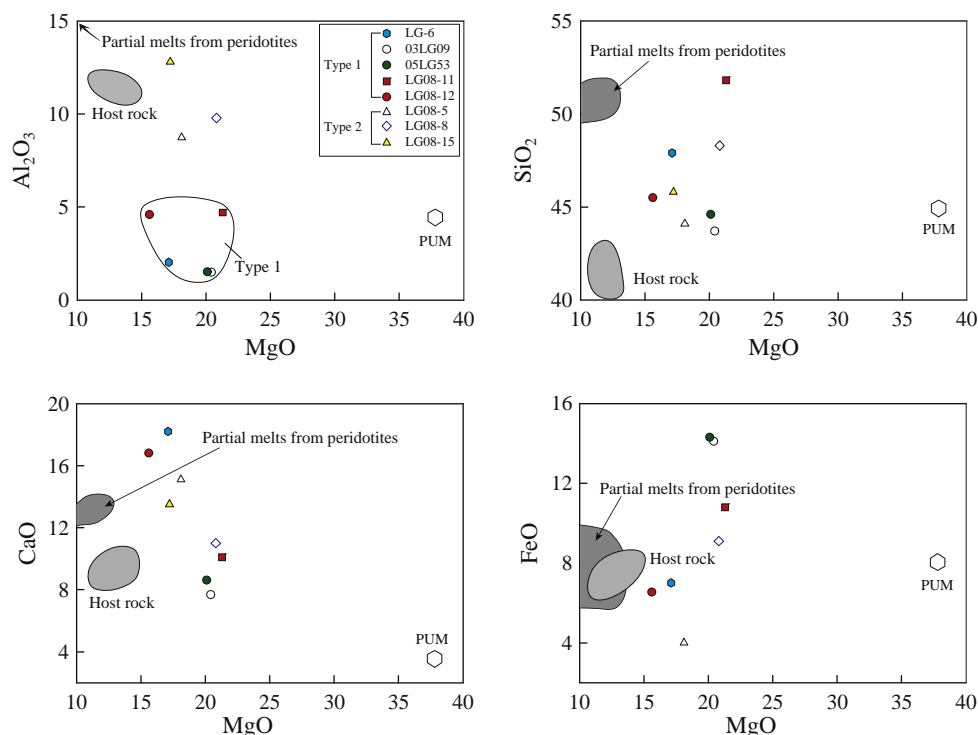 15
10
5
0
Al₂O₃
Partial melts from peridotites
Host rock
Type 1
LG-6
03LG09
05LG53
LG08-11
LG08-12
Type 2
LG08-5
LG08-8
LG08-15
Type 1
PUM
10 15 20 25 30 35 40
MgO
55
50
45
40
SiO₂
Partial melts from peridotites
Host rock
PUM
10 15 20 25 30 35 40
MgO
20
16
12
8
4
CaO
Partial melts from peridotites
Host rock
PUM
10 15 20 25 30 35 40
MgO
16
12
8
4
FeO
Partial melts from peridotites
Host rock
PUM
10 15 20 25 30 35 40
MgO